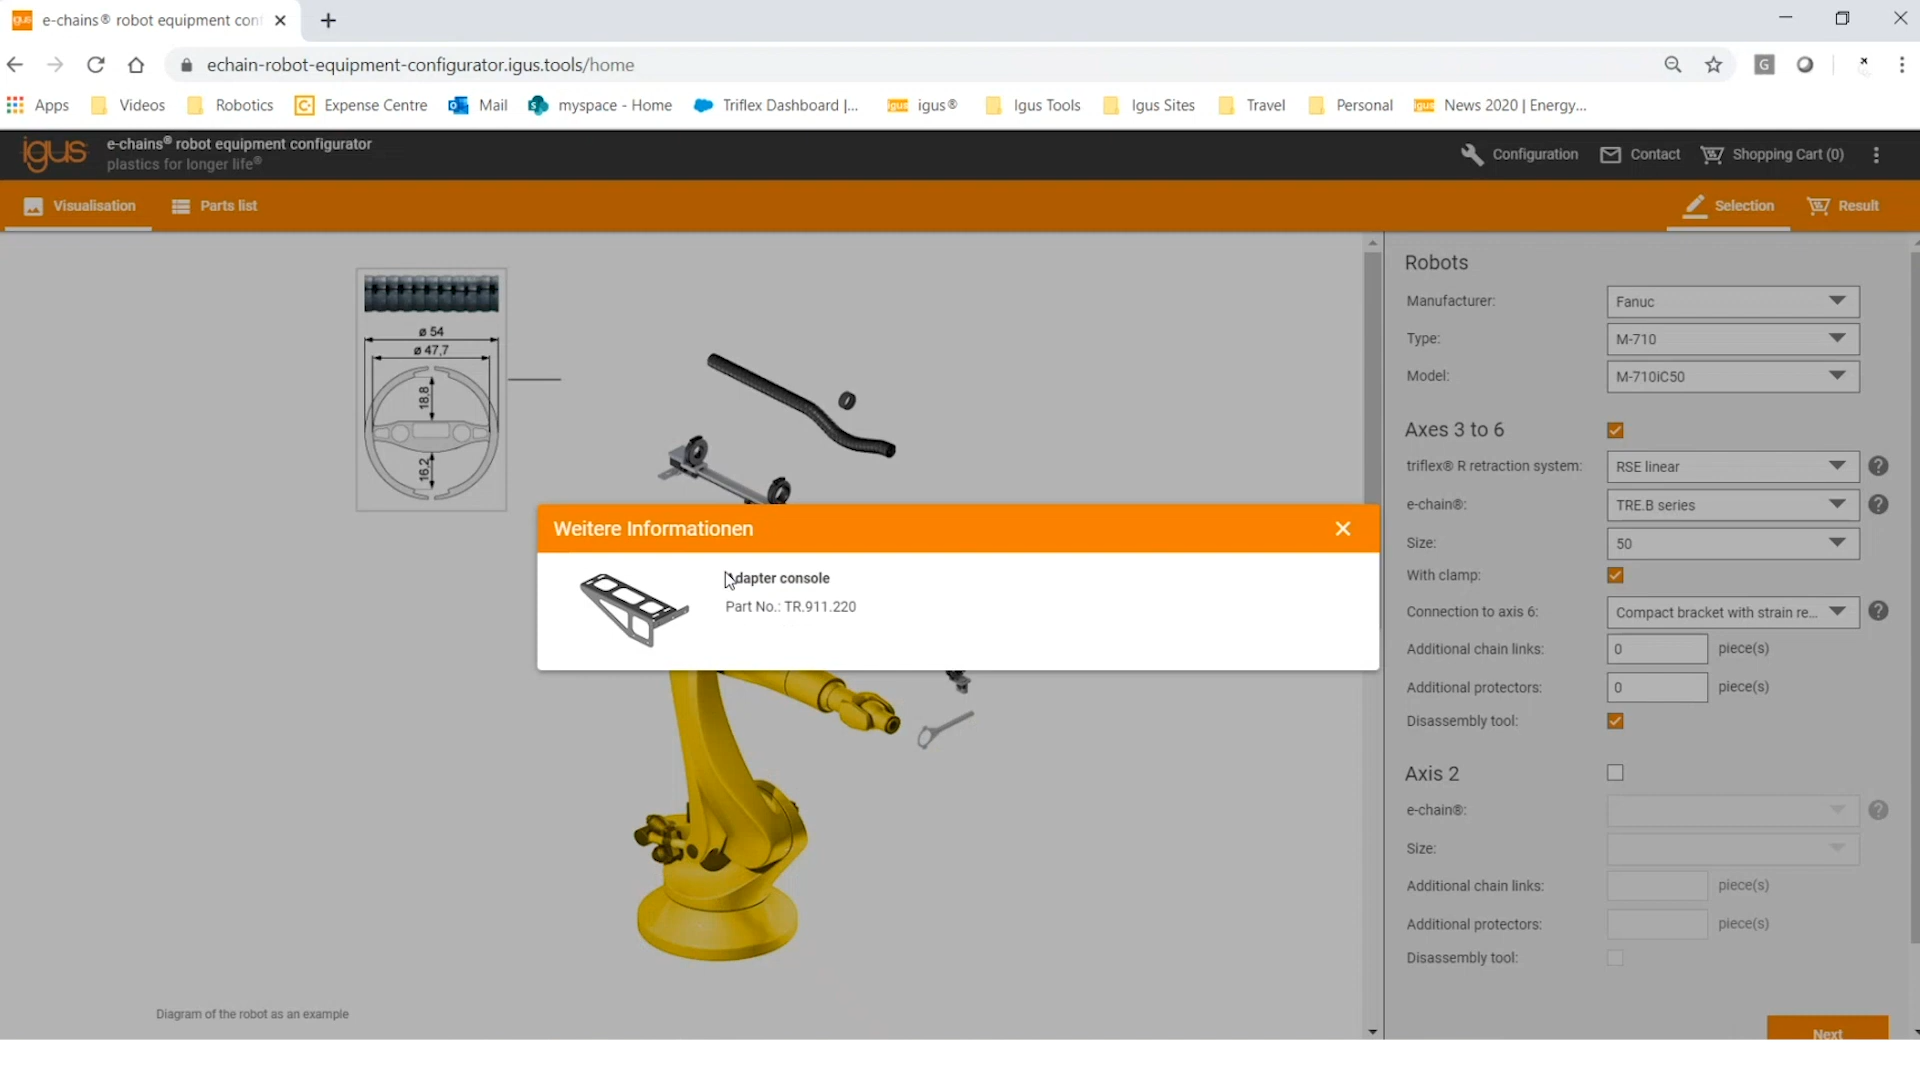 igus e-chains® robot equipment con
echain-robot-equipment-configurator.igus.tools/home
G
Apps Videos Robotics Expense Centre Mail myspace - Home Triflex Dashboard |... igus igus® Igus Tools Igus Sites Travel Personal igus News 2020 | Energy...
igus e-chains® robot equipment configurator
plastics for longer life®
Configuration Contact Shopping Cart (0)
Visualisation Parts list Selection Result
ø 54
ø 47,7
18,8
16,2
Diagram of the robot as an example
Weitere Informationen
dapter console
Part No.: TR.911.220
Robots
Manufacturer: Fanuc
Type: M-710
Model: M-710iC50
Axes 3 to 6
triflex® R retraction system: RSE linear ?
e-chain®: TRE.B series ?
Size: 50
With clamp:
Connection to axis 6: Compact bracket with strain re... ?
Additional chain links: 0 piece(s)
Additional protectors: 0 piece(s)
Disassembly tool:
Axis 2
e-chain®: ?
Size:
Additional chain links: piece(s)
Additional protectors: piece(s)
Disassembly tool:
Next